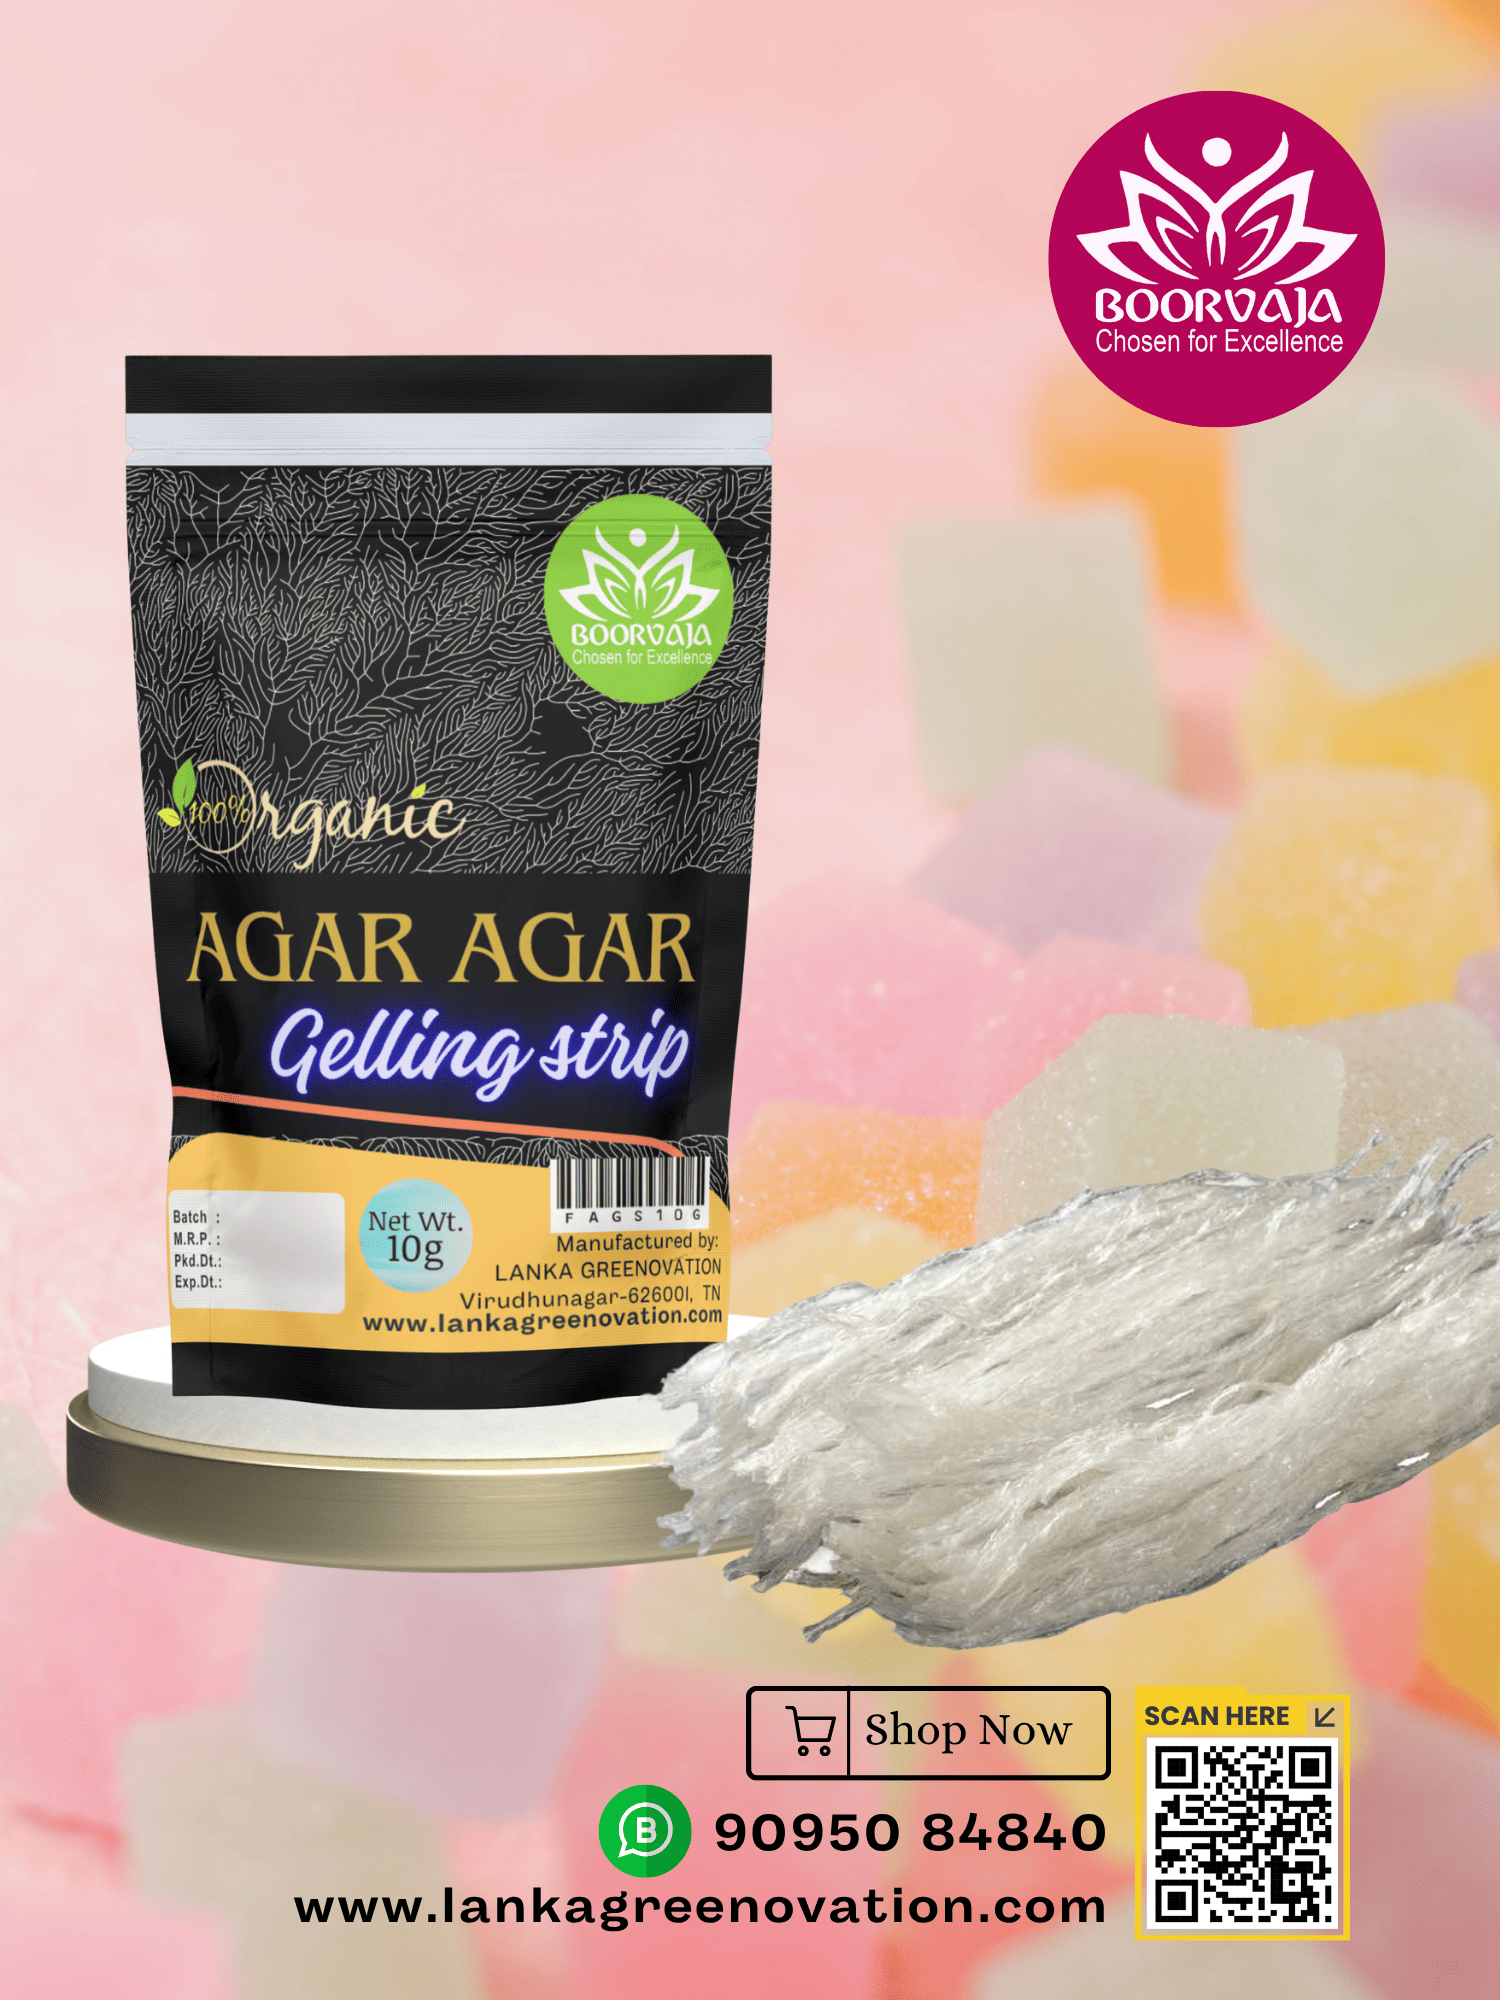 BOORVAJA
Chosen for Excellence
BOORVAJA
Chosen for Excellence
100% Organic
AGAR AGAR
Gelling strip
Batch :
M.R.P. :
Pkd.Dt.:
Exp.Dt.:
Net Wt.
10g
FAGS10G
Manufactured by:
LANKA GREENOVATION
Virudhunagar-626001, TN
www.lankagreenovation.com
Shop Now
SCAN HERE
90950 84840
www.lankagreenovation.com